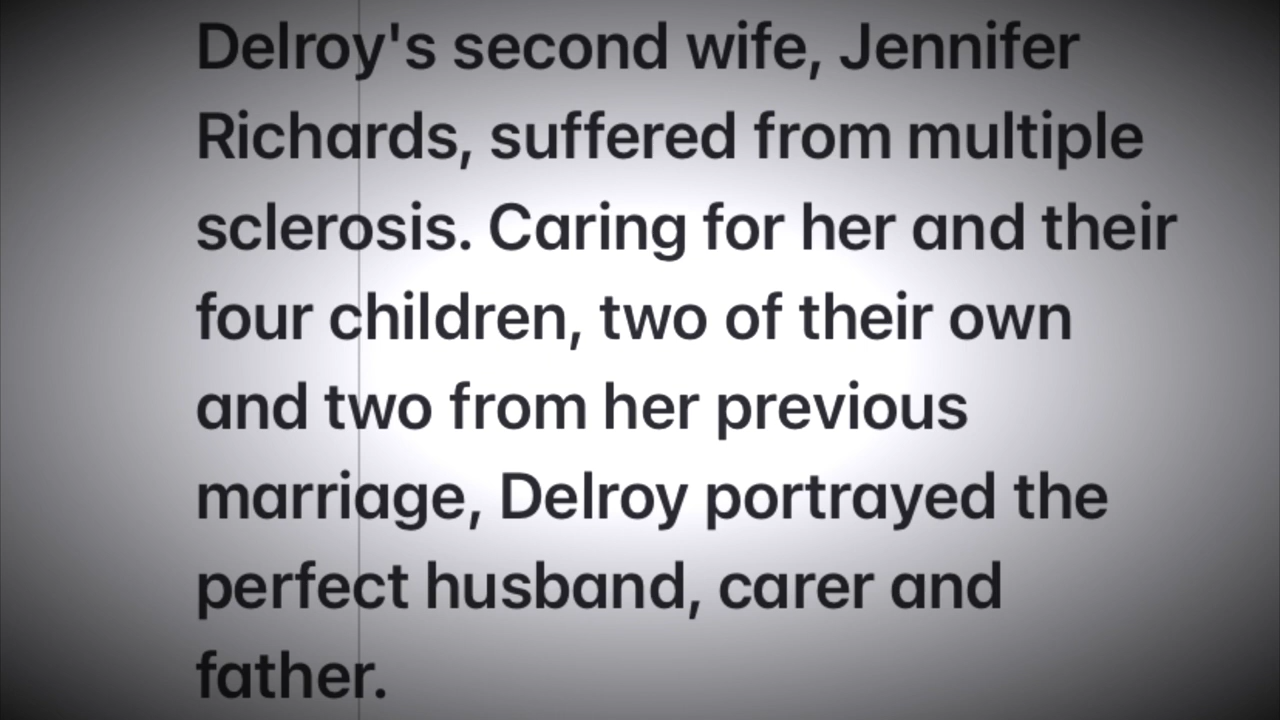 Delroy's second wife, Jennifer
Richards, suffered from multiple
sclerosis. Caring for her and their
four children, two of their own
and two from her previous
marriage, Delroy portrayed the
perfect husband, carer and
father.